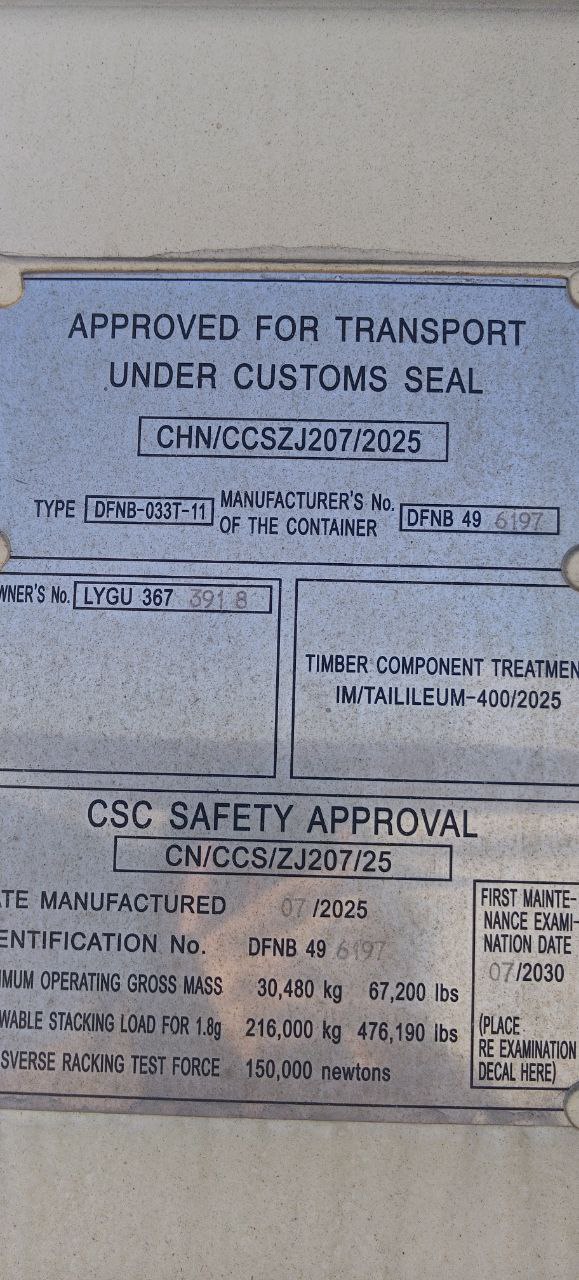 APPROVED FOR TRANSPORT
UNDER CUSTOMS SEAL
CHN/CCSZJ207/2025
TYPE DFNB-033T-11 MANUFACTURER'S No. OF THE CONTAINER DFNB 49 6197
WNER'S No. LYGU 367 391 8
TIMBER COMPONENT TREATMEN
IM/TAILILEUM-400/2025
CSC SAFETY APPROVAL
CN/CCS/ZJ207/25
TE MANUFACTURED 07 /2025
ENTIFICATION No. DFNB 49 6197
MUM OPERATING GROSS MASS 30,480 kg 67,200 lbs
WABLE STACKING LOAD FOR 1.8g 216,000 kg 476,190 lbs
SVERSE RACKING TEST FORCE 150,000 newtons
FIRST MAINTE-
NANCE EXAMI-
NATION DATE
07/2030
(PLACE
RE EXAMINATION
DECAL HERE)